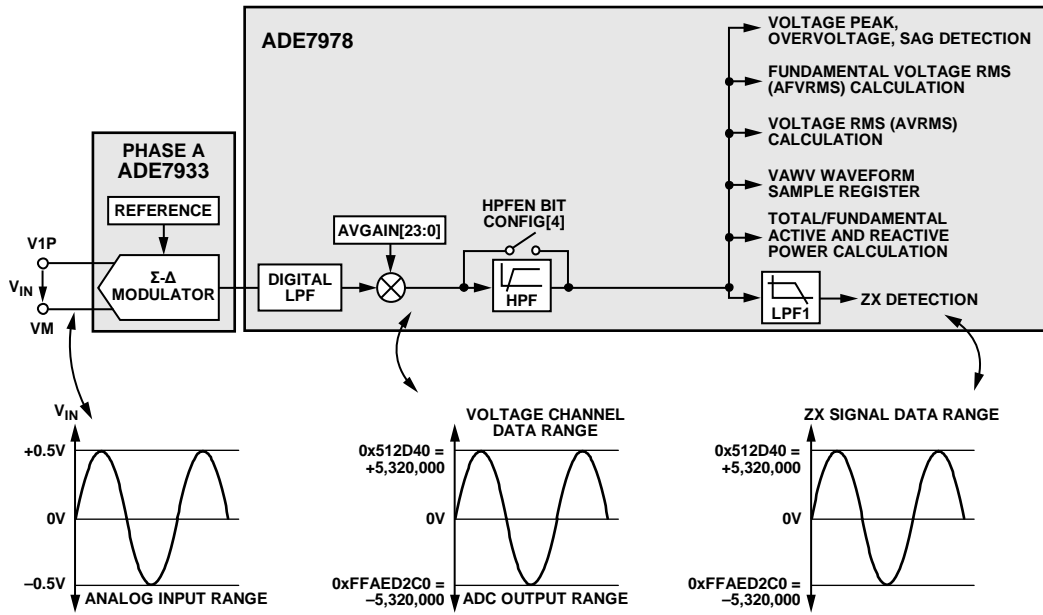 ADE7978
VOLTAGE PEAK,
OVERVOLTAGE, SAG DETECTION
FUNDAMENTAL VOLTAGE RMS
(AFVRMS) CALCULATION
VOLTAGE RMS (AVRMS)
CALCULATION
VAWV WAVEFORM
SAMPLE REGISTER
TOTAL/FUNDAMENTAL
ACTIVE AND REACTIVE
POWER CALCULATION
PHASE A
ADE7933
REFERENCE
V1P
VIN
VM
Σ-Δ
MODULATOR
DIGITAL
LPF
AVGAIN[23:0]
HPFEN BIT
CONFIG[4]
HPF
LPF1
ZX DETECTION
VIN
+0.5V
0V
–0.5V
ANALOG INPUT RANGE
VOLTAGE CHANNEL
DATA RANGE
0x512D40 =
+5,320,000
0V
0xFFAED2C0 =
–5,320,000
ADC OUTPUT RANGE
ZX SIGNAL DATA RANGE
0x512D40 =
+5,320,000
0V
0xFFAED2C0 =
–5,320,000